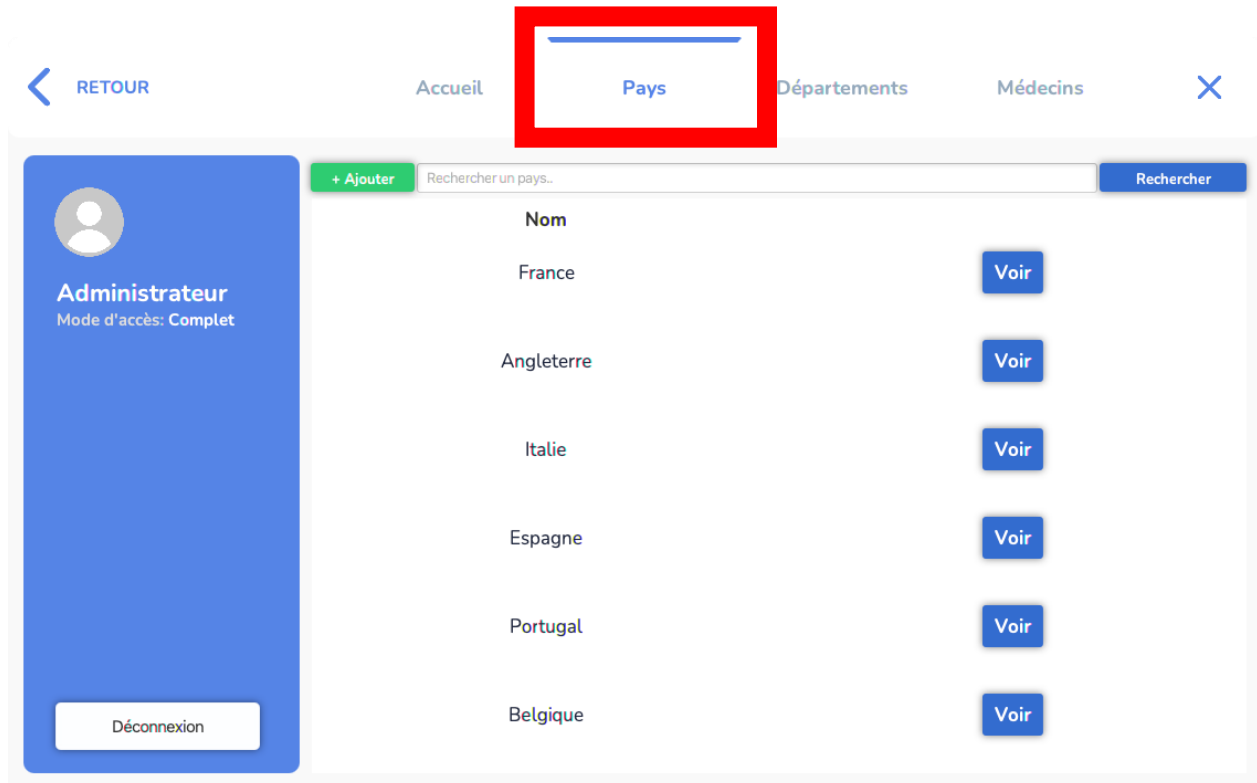 RETOUR Accueil Pays Départements Médecins
+ Ajouter Rechercher un pays.. Rechercher
Administrateur
Mode d'accès: Complet
Déconnexion
Nom
France Voir
Angleterre Voir
Italie Voir
Espagne Voir
Portugal Voir
Belgique Voir